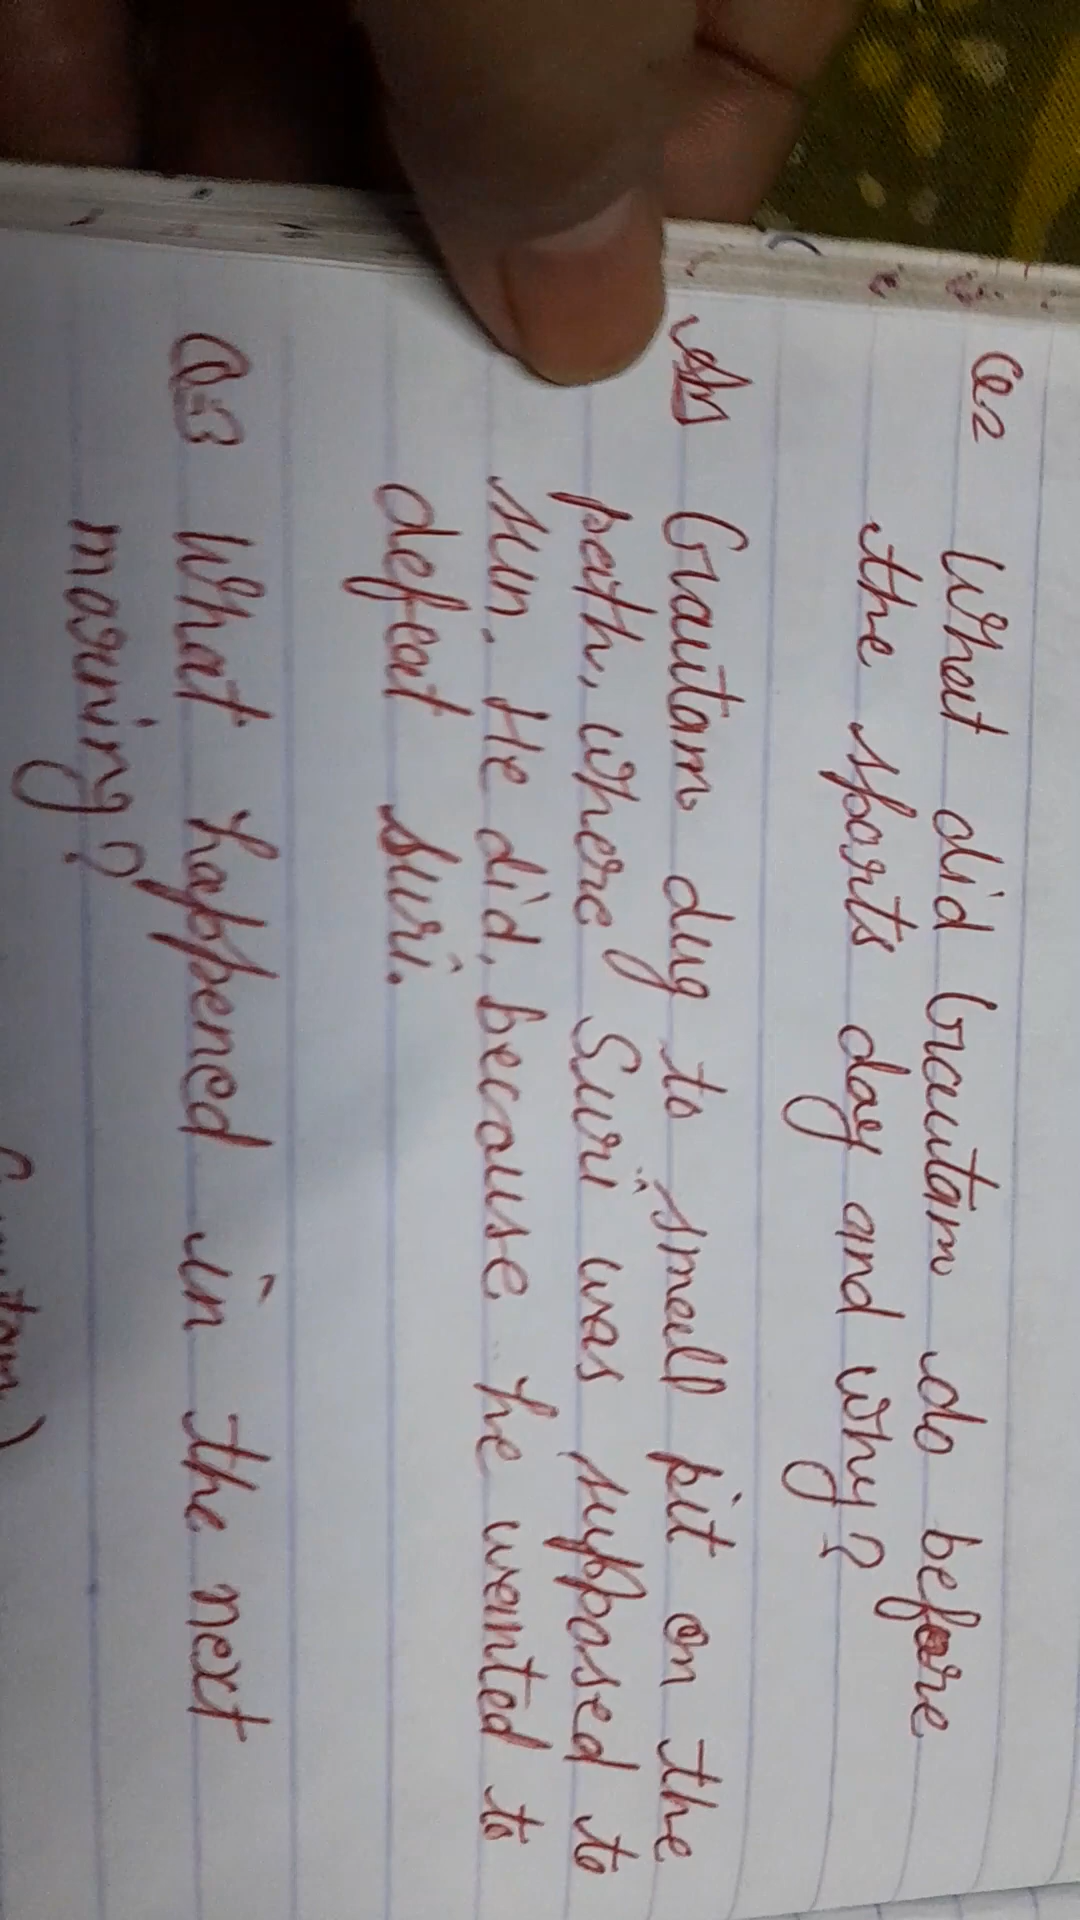 Q2 What did Gautam do before
the sports day and why?
Ans Gautam dug to small pit on the
path, where Suri was supposed to
run. He did, because he wanted to
defeat suri.
Q3 What happened in the next
morning?